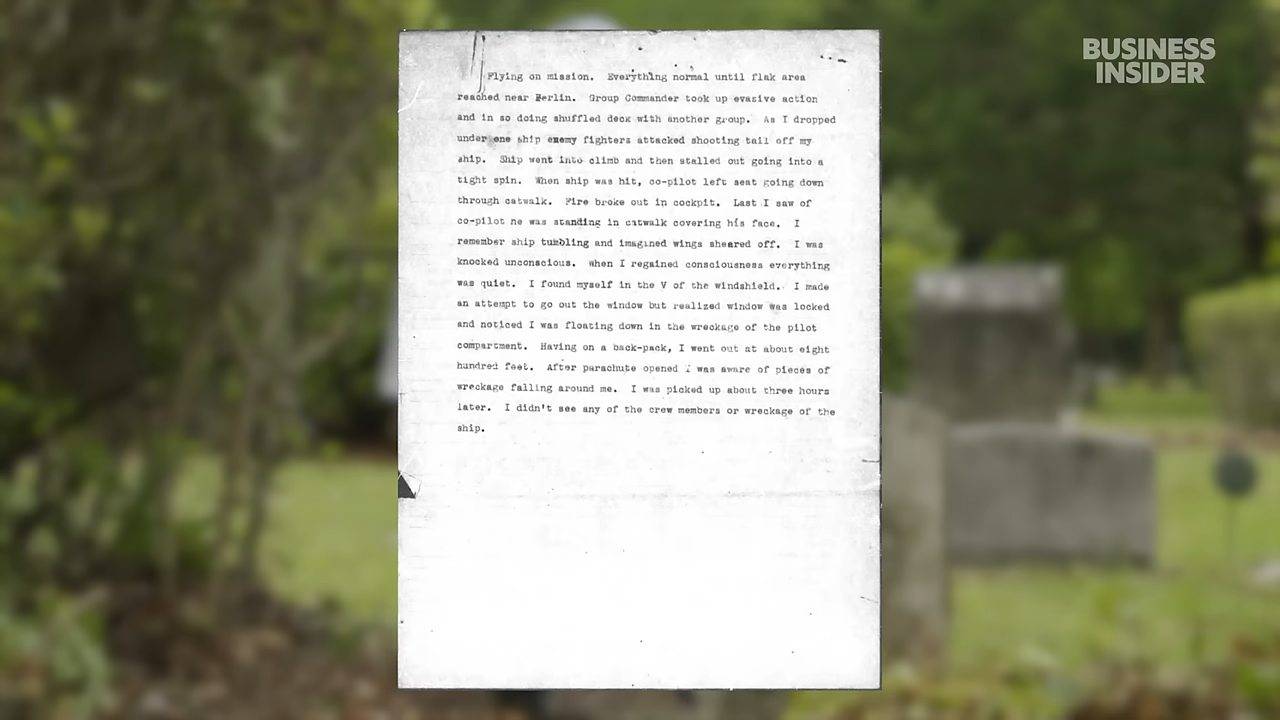 BUSINESS
INSIDER
Flying on mission. Everything normal until flak area
reached near Berlin. Group Commander took up evasive action
and in so doing shuffled deck with another group. As I dropped
under one ship enemy fighters attacked shooting tail off my
ship. Ship went into climb and then stalled out going into a
tight spin. When ship was hit, co-pilot left seat going down
through catwalk. Fire broke out in cockpit. Last I saw of
co-pilot he was standing in catwalk covering his face. I
remember ship tumbling and imagined wings sheared off. I was
knocked unconscious. When I regained consciousness everything
was quiet. I found myself in the V of the windshield. I made
an attempt to go out the window but realized window was locked
and noticed I was floating down in the wreckage of the pilot
compartment. Having on a back-pack, I went out at about eight
hundred feet. After parachute opened I was aware of pieces of
wreckage falling around me. I was picked up about three hours
later. I didn't see any of the crew members or wreckage of the
ship.